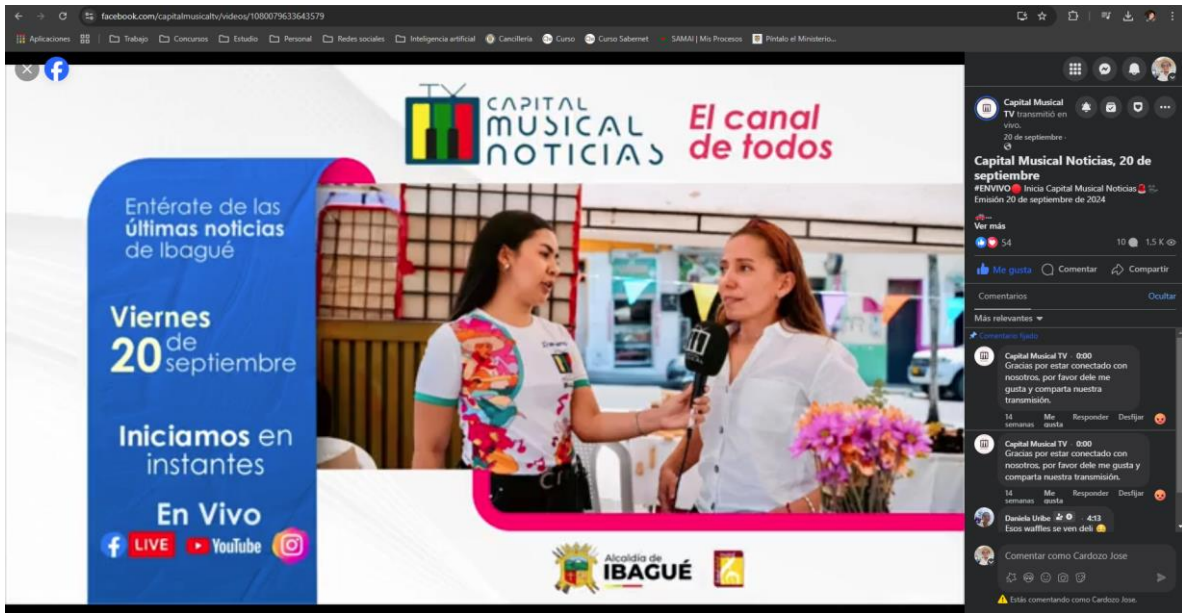 facebook.com/capitalmusicaltv/videos/1080079633643579
Aplicaciones
Trabajo
Concursos
Estudio
Personal
Redes sociales
Inteligencia artificial
Cancillería
Curso
Curso Sabernet
SAMAI | Mis Procesos
Píntalo el Ministerio...
TV
CAPITAL
MUSICAL
NOTICIAS
El canal
de todos
Entérate de las
últimas noticias
de Ibagué
Viernes
20 de
septiembre
Iniciamos en
instantes
En Vivo
LIVE
YouTube
Alcaldía de
IBAGUÉ
Capital Musical
TV transmitió en
vivo.
20 de septiembre ·
Capital Musical Noticias, 20 de
septiembre
#ENVIVO Inicia Capital Musical Noticias
Emisión 20 de septiembre de 2024
...
Ver más
54
10
1,5 K
Me gusta
Comentar
Compartir
Comentarios
Ocultar
Más relevantes
Comentario fijado
Capital Musical TV · 0:00
Gracias por estar conectado con
nosotros, por favor dele me
gusta y comparta nuestra
transmisión.
14 semanas
Me gusta
Responder
Desfijar
Capital Musical TV · 0:00
Gracias por estar conectado con
nosotros, por favor dele me gusta y
comparta nuestra transmisión.
14 semanas
Me gusta
Responder
Desfijar
Daniela Uribe · 4:13
Esos waffles se ven deli
Comentar como Cardozo Jose
Estás comentando como Cardozo Jose.